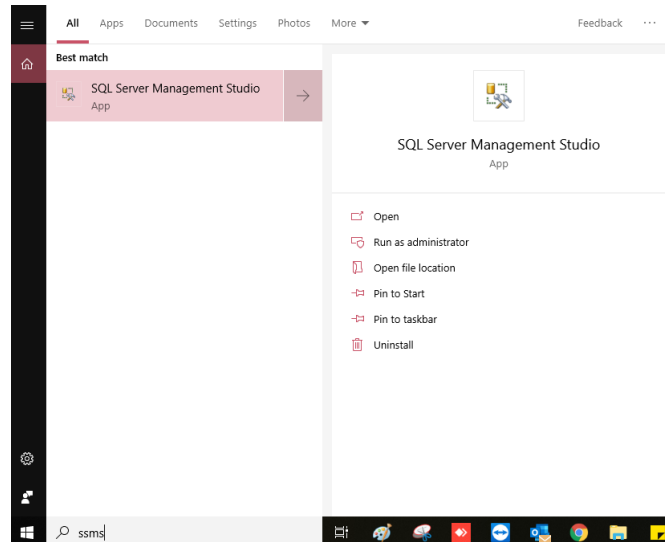 All Apps Documents Settings Photos More Feedback ...
Best match
SQL Server Management Studio
App
SQL Server Management Studio
App
Open
Run as administrator
Open file location
Pin to Start
Pin to taskbar
Uninstall
ssms